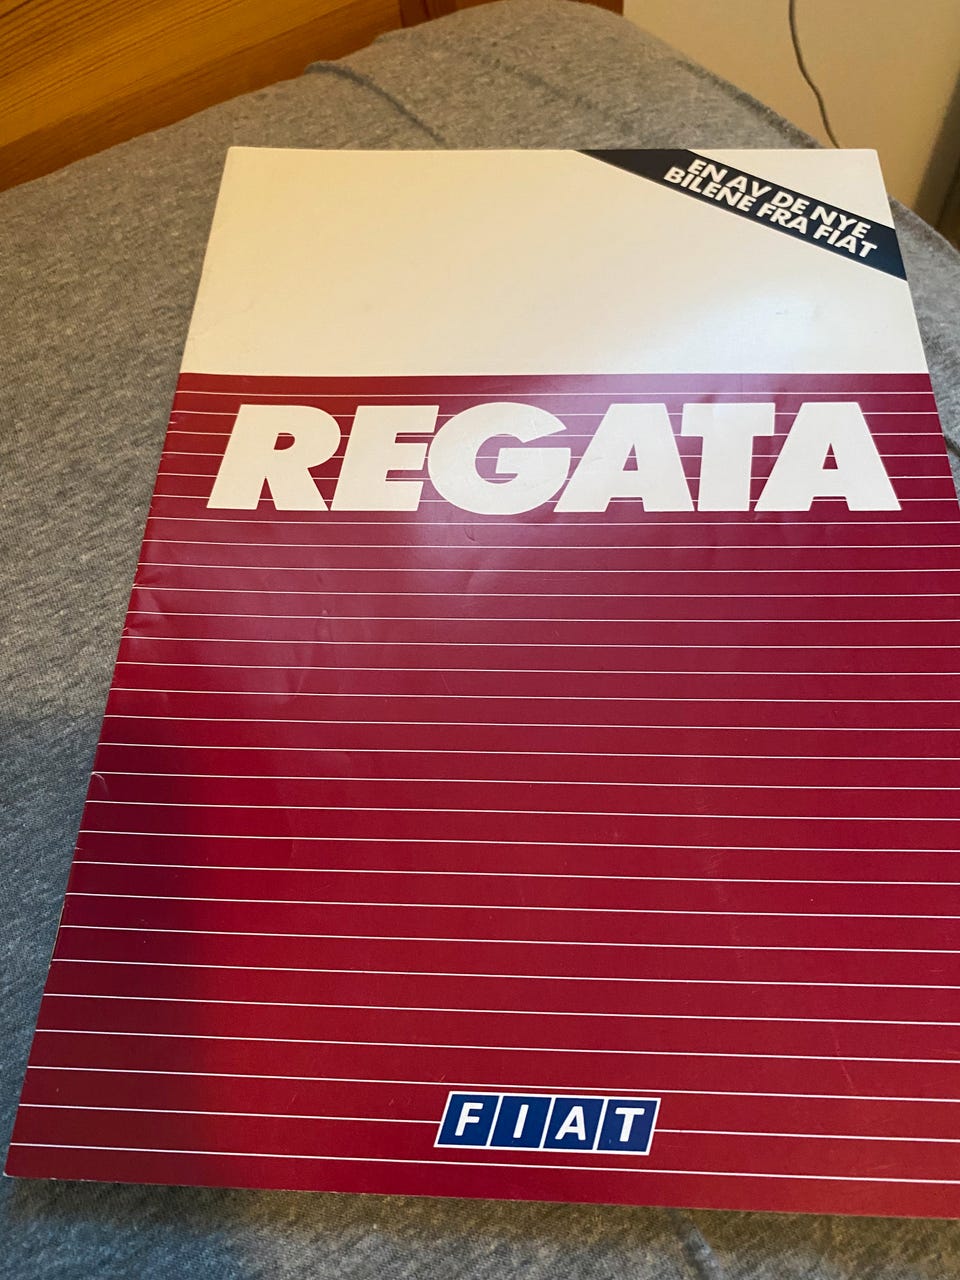 EN AV DE NYE
BILENE FRA FIAT
REGATA
FIAT